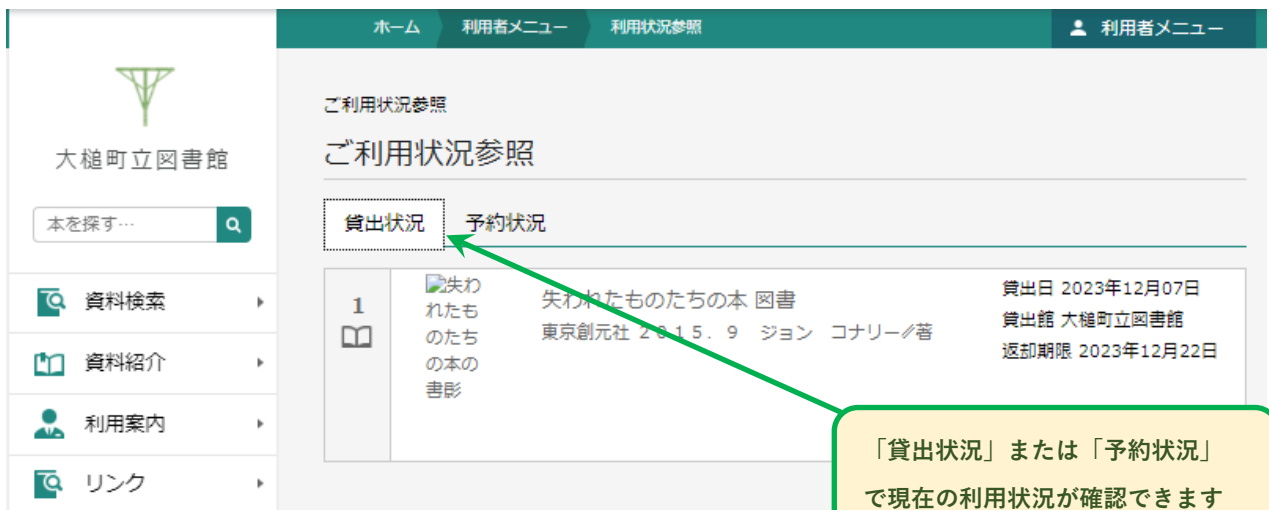 ホーム 利用者メニュー 利用状況参照 利用者メニュー
大槌町立図書館
本を探す…
資料検索
資料紹介
利用案内
リンク
ご利用状況参照
ご利用状況参照
貸出状況 予約状況
1
失わ
れたも
のたち
の本の
書影
失われたものたちの本 図書
東京創元社 ２０１５．９ ジョン コナリー∥著
貸出日 2023年12月07日
貸出館 大槌町立図書館
返却期限 2023年12月22日
「貸出状況」または「予約状況」
で現在の利用状況が確認できます